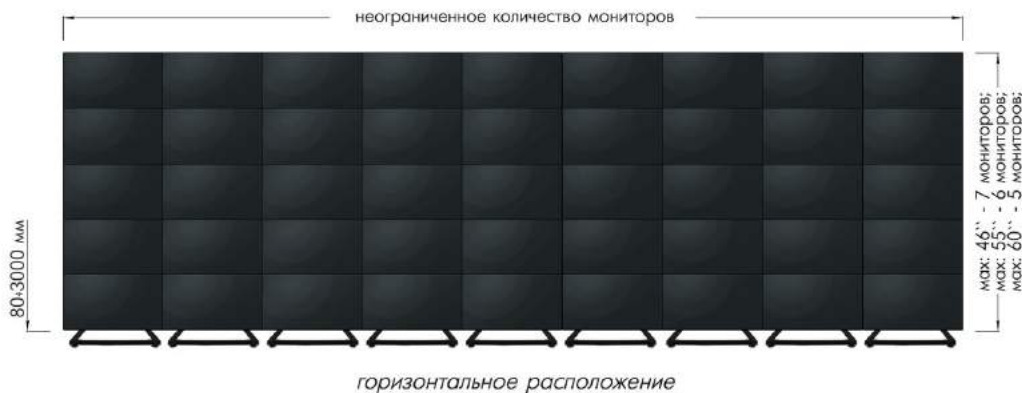 неограниченное количество мониторов
max: 46`` - 7 мониторов;
max: 55`` - 6 мониторов;
max: 60`` - 5 мониторов;
80÷3000 мм
горизонтальное расположение